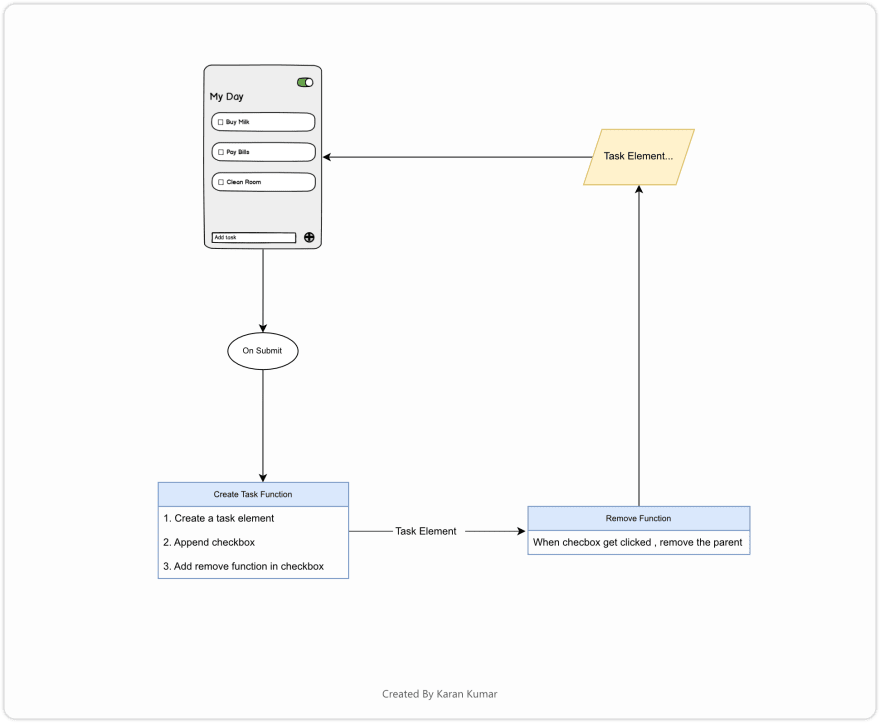 My Day
Buy Milk
Pay Bills
Clean Room
Add task
Task Element...
On Submit
Create Task Function
1. Create a task element
2. Append checkbox
3. Add remove function in checkbox
Task Element
Remove Function
When checbox get clicked , remove the parent
Created By Karan Kumar